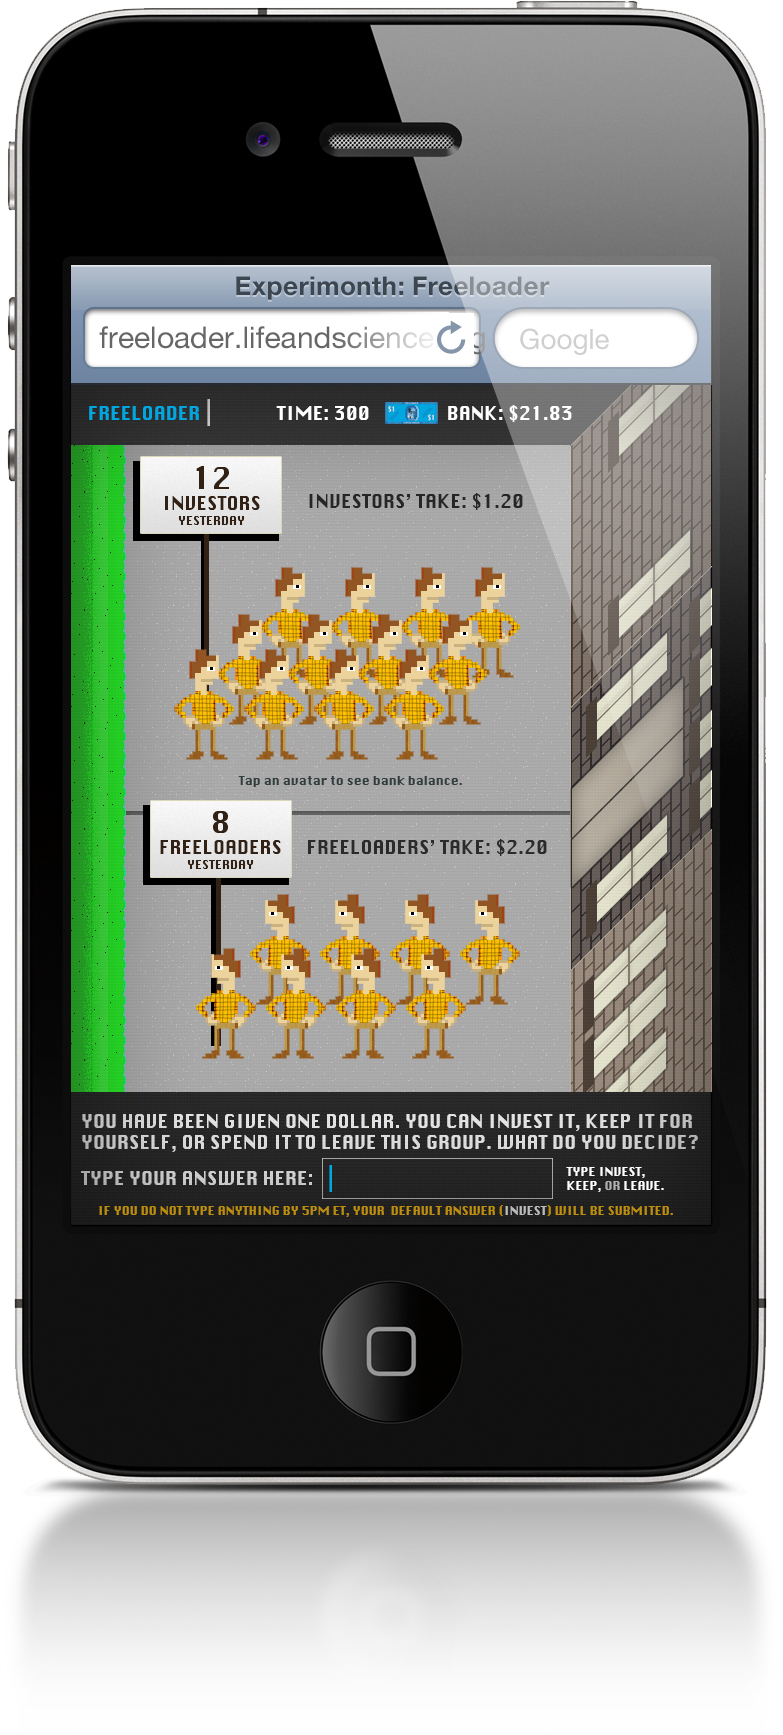 Experimonth: Freeloader
freeloader.lifeandscience
Google
FREELOADER
TIME: 300
$1 $1
BANK: $21.83
12
INVESTORS
YESTERDAY
INVESTORS' TAKE: $1.20
Tap an avatar to see bank balance.
8
FREELOADERS
YESTERDAY
FREELOADERS' TAKE: $2.20
YOU HAVE BEEN GIVEN ONE DOLLAR. YOU CAN INVEST IT, KEEP IT FOR
YOURSELF, OR SPEND IT TO LEAVE THIS GROUP. WHAT DO YOU DECIDE?
TYPE YOUR ANSWER HERE:
TYPE INVEST,
KEEP, OR LEAVE.
IF YOU DO NOT TYPE ANYTHING BY 5PM ET, YOUR DEFAULT ANSWER (INVEST) WILL BE SUBMITED.